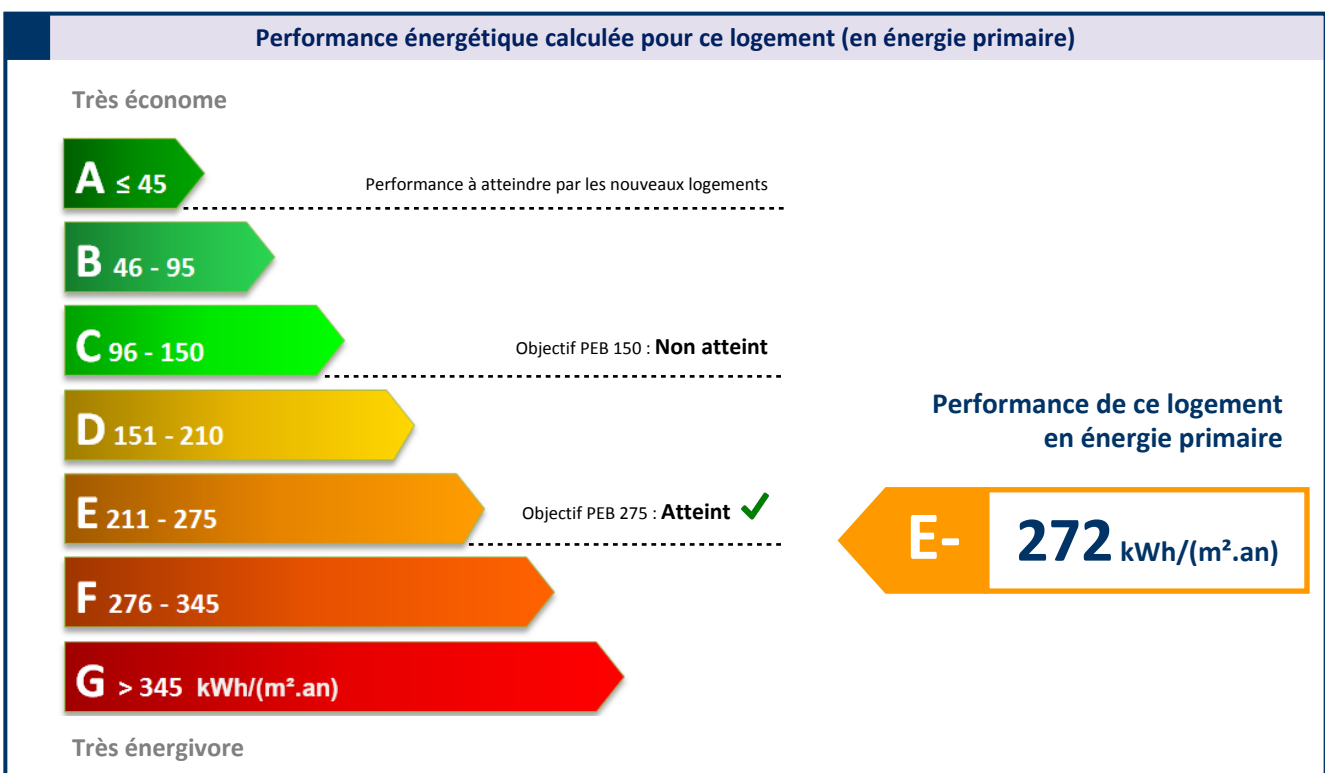 Performance énergétique calculée pour ce logement (en énergie primaire)
Très économe
A ≤ 45
Performance à atteindre par les nouveaux logements
B 46 - 95
C 96 - 150
Objectif PEB 150 : Non atteint
D 151 - 210
Performance de ce logement
en énergie primaire
E 211 - 275
Objectif PEB 275 : Atteint ✓
E- 272 kWh/(m².an)
F 276 - 345
G > 345 kWh/(m².an)
Très énergivore